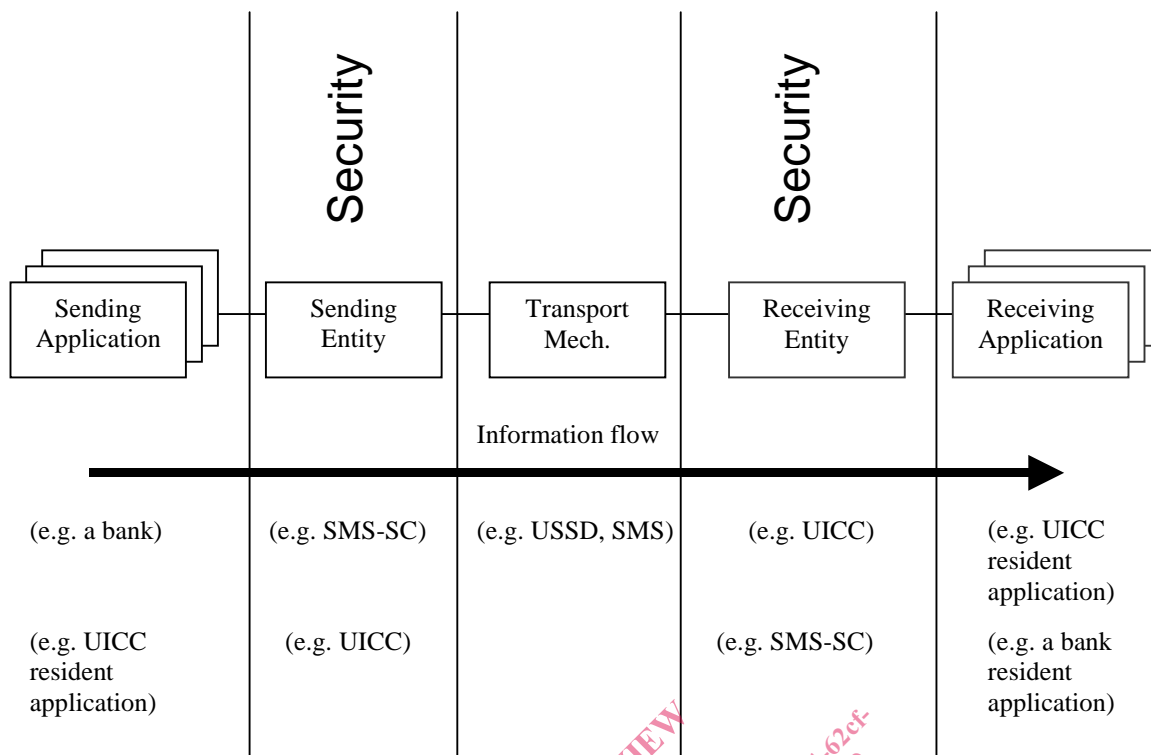 Security
Security
Sending
Application
Sending
Entity
Transport
Mech.
Receiving
Entity
Receiving
Application
Information flow
(e.g. a bank)
(e.g. SMS-SC)
(e.g. USSD, SMS)
(e.g. UICC)
(e.g. UICC
resident
application)
(e.g. UICC
resident
application)
(e.g. UICC)
(e.g. SMS-SC)
(e.g. a bank
resident
application)